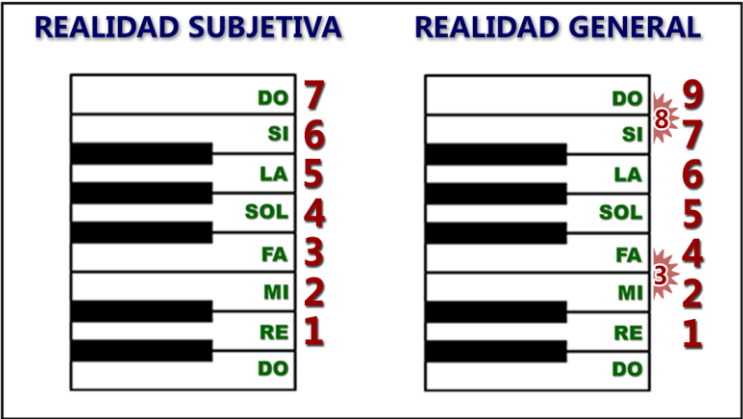 REALIDAD SUBJETIVA
DO 7
SI 6
LA 5
SOL 4
FA 3
MI 2
RE 1
DO
REALIDAD GENERAL
DO 9
8
SI 7
LA 6
SOL 5
FA 4
3
MI 2
RE 1
DO